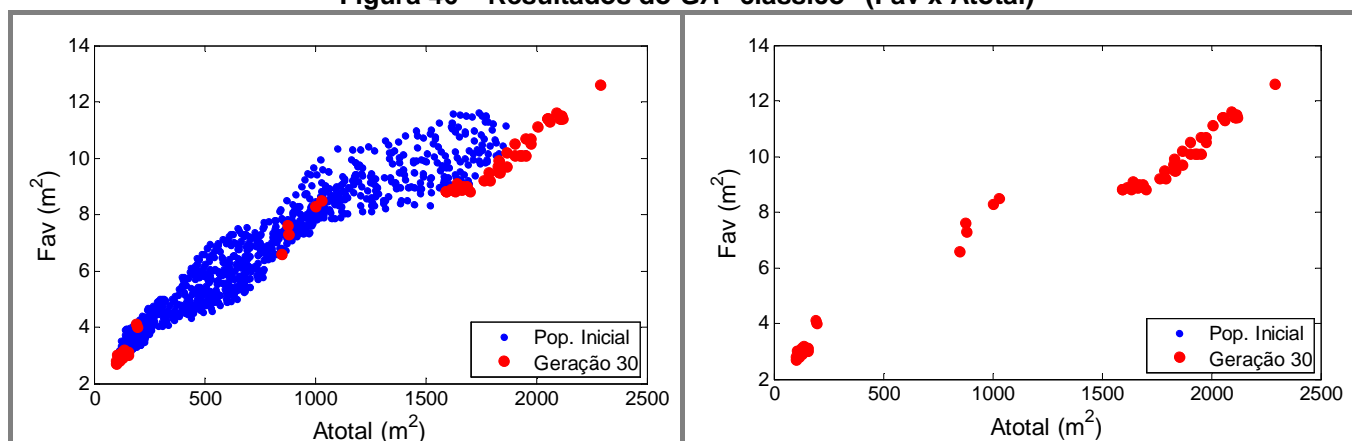 Figura 40 – Resultados do GA "clássico" (Fav x Atotal)
14
12
10
8
6
4
2
Fav (m²)
0
500
1000
1500
2000
2500
Atotal (m²)
Pop. Inicial
Geração 30
14
12
10
8
6
4
2
Fav (m²)
0
500
1000
1500
2000
2500
Atotal (m²)
Pop. Inicial
Geração 30